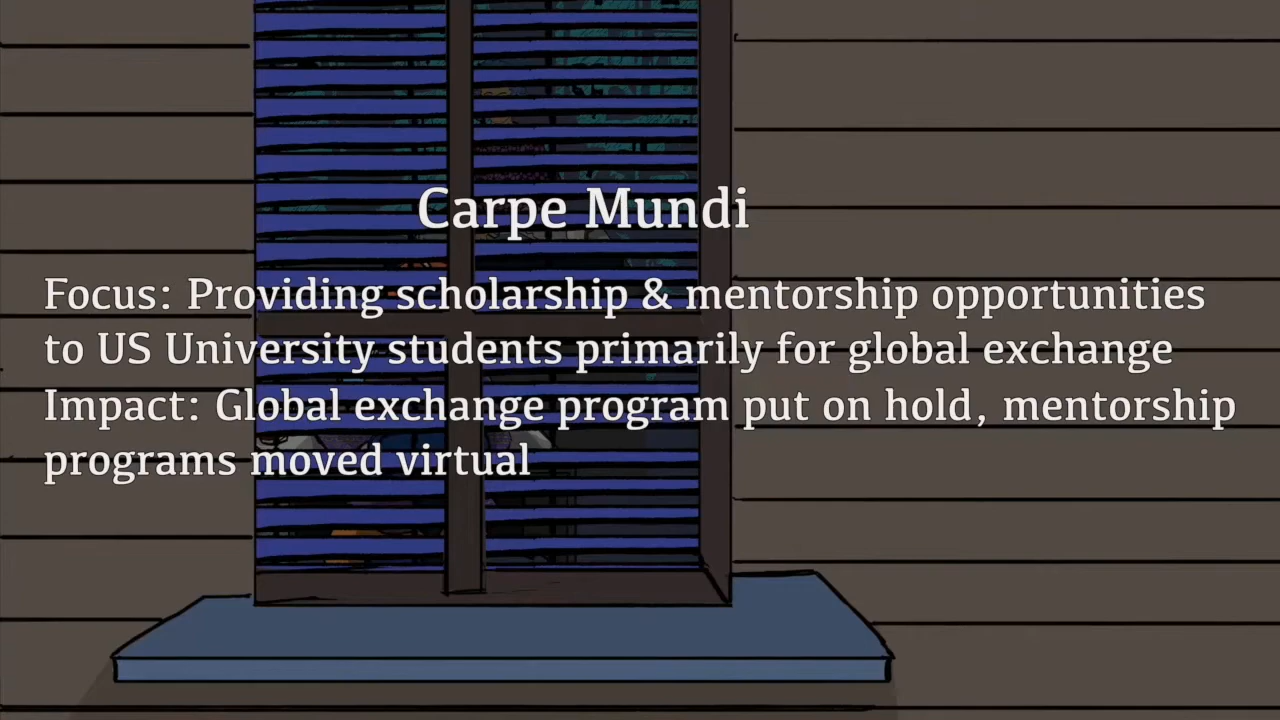 Carpe Mundi
Focus: Providing scholarship & mentorship opportunities
to US University students primarily for global exchange
Impact: Global exchange program put on hold, mentorship
programs moved virtual